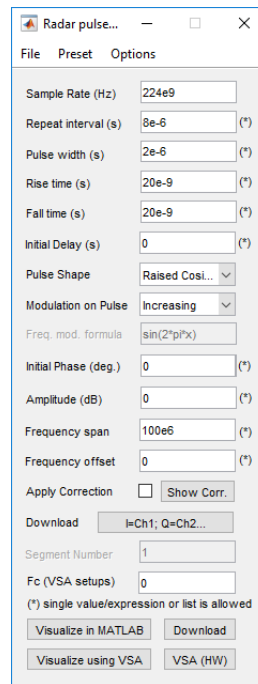 Radar pulse...
File Preset Options
Sample Rate (Hz) 224e9
Repeat interval (s) 8e-6 (*)
Pulse width (s) 2e-6 (*)
Rise time (s) 20e-9 (*)
Fall time (s) 20e-9 (*)
Initial Delay (s) 0 (*)
Pulse Shape Raised Cosi...
Modulation on Pulse Increasing
Freq. mod. formula sin(2*pi*x)
Initial Phase (deg.) 0 (*)
Amplitude (dB) 0 (*)
Frequency span 100e6 (*)
Frequency offset 0 (*)
Apply Correction Show Corr.
Download I=Ch1; Q=Ch2...
Segment Number 1
Fc (VSA setups) 0
(*) single value/expression or list is allowed
Visualize in MATLAB Download
Visualize using VSA VSA (HW)